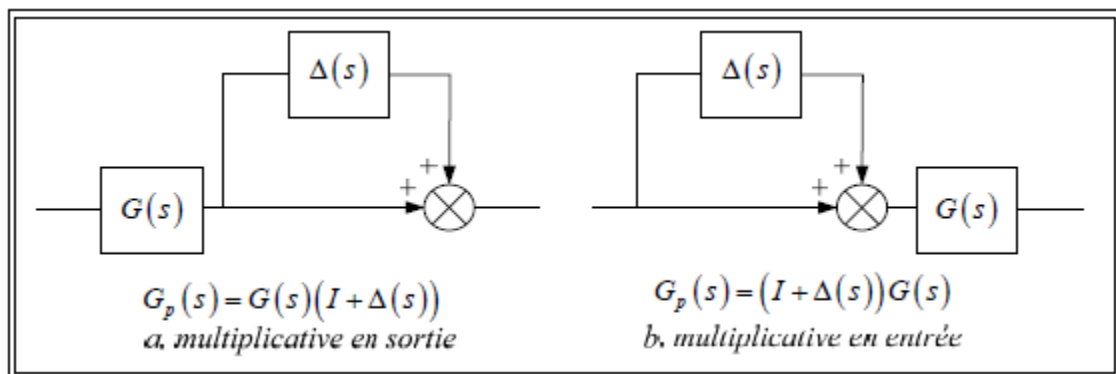 Δ(s)
+
+
G(s)
G_p(s)=G(s)(I+Δ(s))
a. multiplicative en sortie
Δ(s)
+
+
G(s)
G_p(s)=(I+Δ(s))G(s)
b. multiplicative en entrée